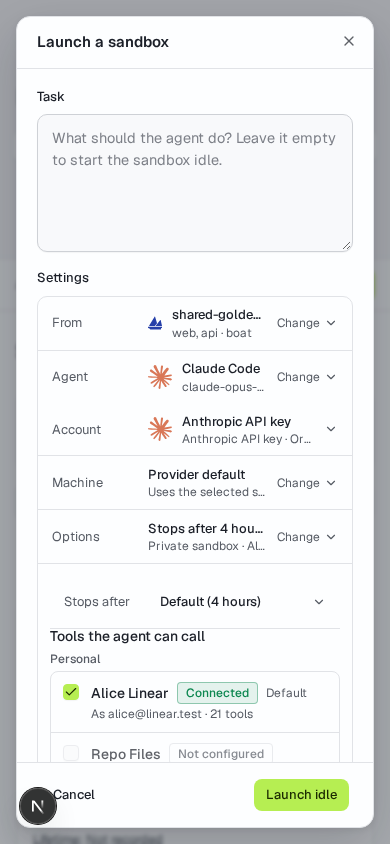 Launch a sandbox
Task
What should the agent do? Leave it empty
to start the sandbox idle.
Settings
From
shared-golde...
web, api · boat
Change
Agent
Claude Code
claude-opus-...
Change
Account
Anthropic API key
Anthropic API key · Or...
Machine
Provider default
Uses the selected s...
Change
Options
Stops after 4 hou...
Private sandbox · Al...
Change
Stops after
Default (4 hours)
Tools the agent can call
Personal
Alice Linear Connected Default
As alice@linear.test · 21 tools
Repo Files Not configured
N Cancel Launch idle